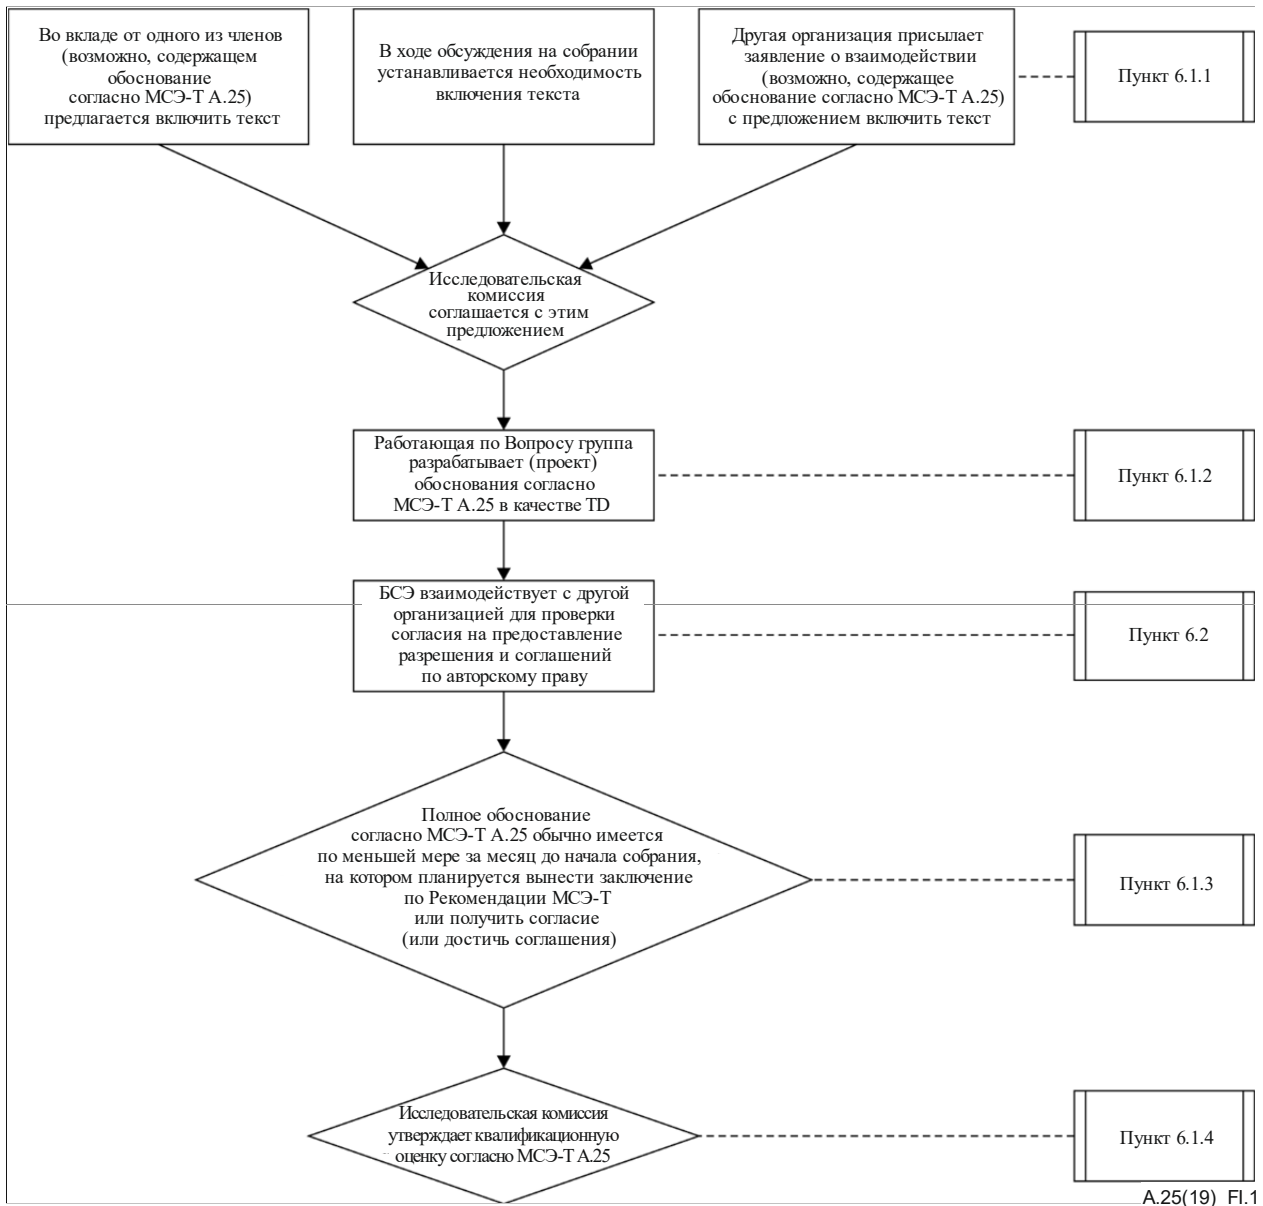 Во вкладе от одного из членов
(возможно, содержащем
обоснование
согласно МСЭ-Т А.25)
предлагается включить текст
В ходе обсуждения на собрании
устанавливается необходимость
включения текста
Другая организация присылает
заявление о взаимодействии
(возможно, содержащее
обоснование согласно МСЭ-Т А.25)
с предложением включить текст
Пункт 6.1.1
Исследовательская
комиссия
соглашается с этим
предложением
Работающая по Вопросу группа
разрабатывает (проект)
обоснования согласно
МСЭ-Т А.25 в качестве TD
Пункт 6.1.2
БСЭ взаимодействует с другой
организацией для проверки
согласия на предоставление
разрешения и соглашений
по авторскому праву
Пункт 6.2
Полное обоснование
согласно МСЭ-Т А.25 обычно имеется
по меньшей мере за месяц до начала собрания,
на котором планируется вынести заключение
по Рекомендации МСЭ-Т
или получить согласие
(или достичь соглашения)
Пункт 6.1.3
Исследовательская комиссия
утверждает квалификационную
оценку согласно МСЭ-Т А.25
Пункт 6.1.4
A.25(19)_FI.1